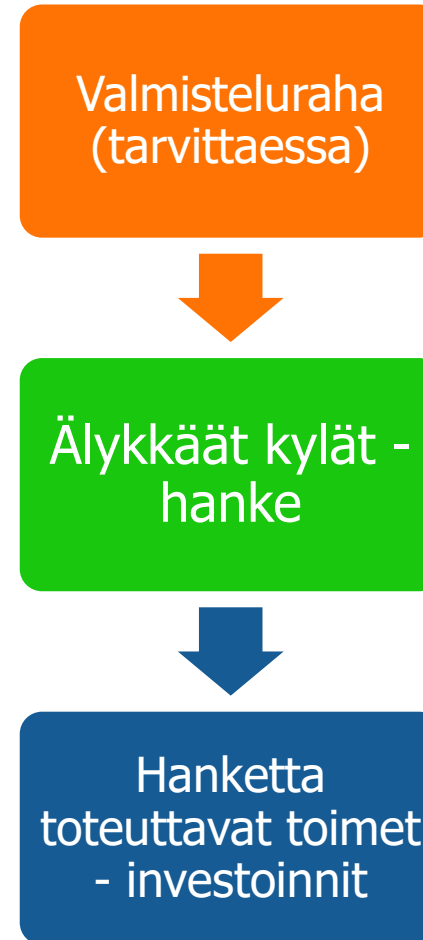 Valmisteluraha
(tarvittaessa)
Älykkäät kylät -
hanke
Hanketta
toteuttavat toimet
- investoinnit